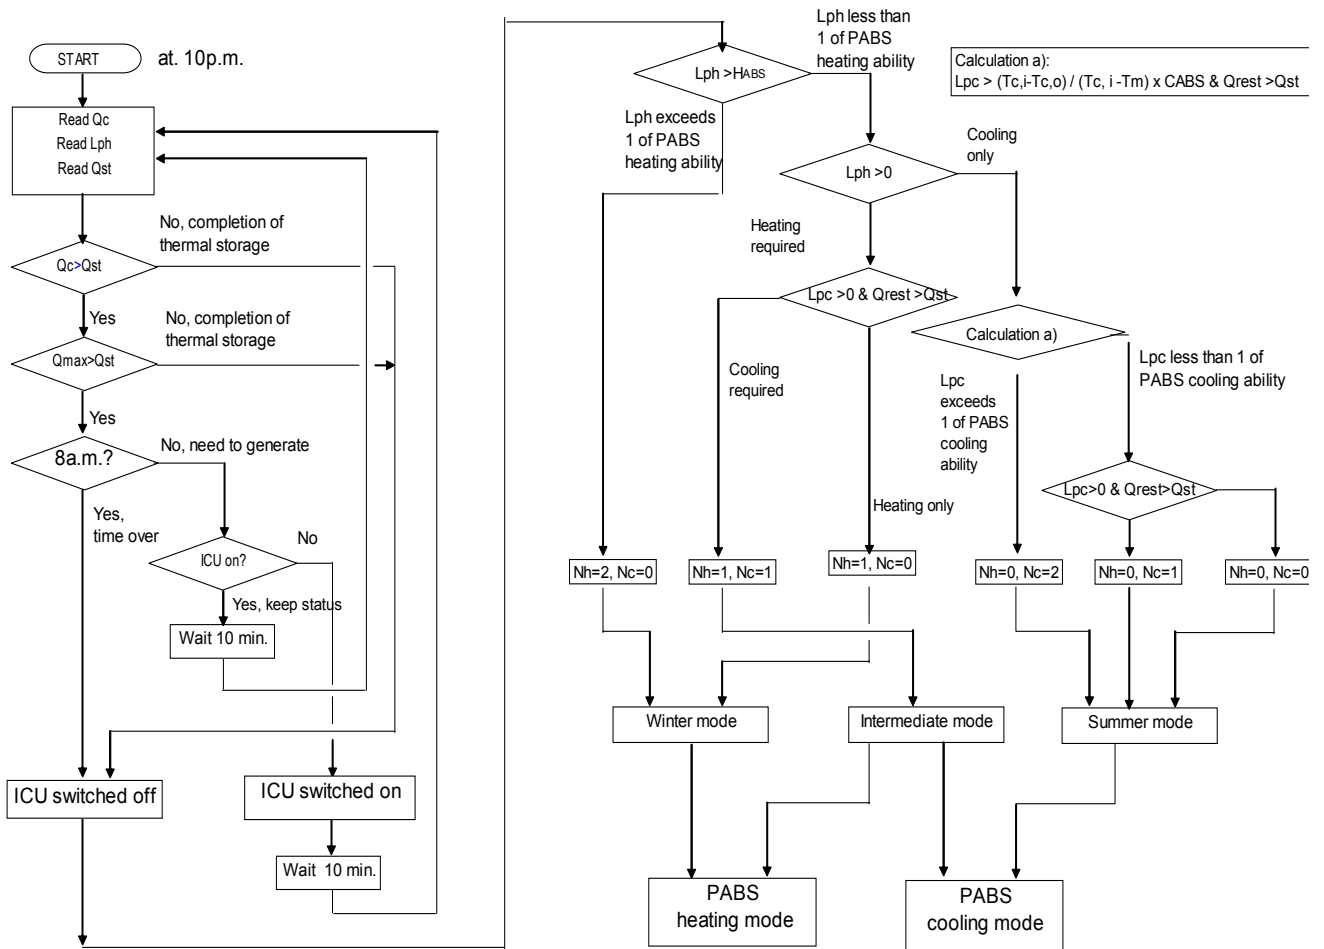 START
at. 10p.m.
Read Qc
Read Lph
Read Qst
No, completion of
thermal storage
Qc>Qst
Yes
No, completion of
thermal storage
Qmax>Qst
Yes
8a.m.?
No, need to generate
Yes,
time over
No
ICU on?
Yes, keep status
Wait 10 min.
ICU switched off
ICU switched on
Wait 10 min.
Lph >HABS
Lph less than
1 of PABS
heating ability
Calculation a):
Lpc > (Tc,i-Tc,o) / (Tc, i -Tm) x CABS & Qrest >Qst
Lph exceeds
1 of PABS
heating ability
Cooling
only
Lph >0
Heating
required
Lpc >0 & Qrest >Qst
Calculation a)
Cooling
required
Lpc
exceeds
1 of PABS
cooling
ability
Lpc less than 1 of
PABS cooling ability
Lpc>0 & Qrest>Qst
Heating only
Nh=2, Nc=0
Nh=1, Nc=1
Nh=1, Nc=0
Nh=0, Nc=2
Nh=0, Nc=1
Nh=0, Nc=0
Winter mode
Intermediate mode
Summer mode
PABS
heating mode
PABS
cooling mode